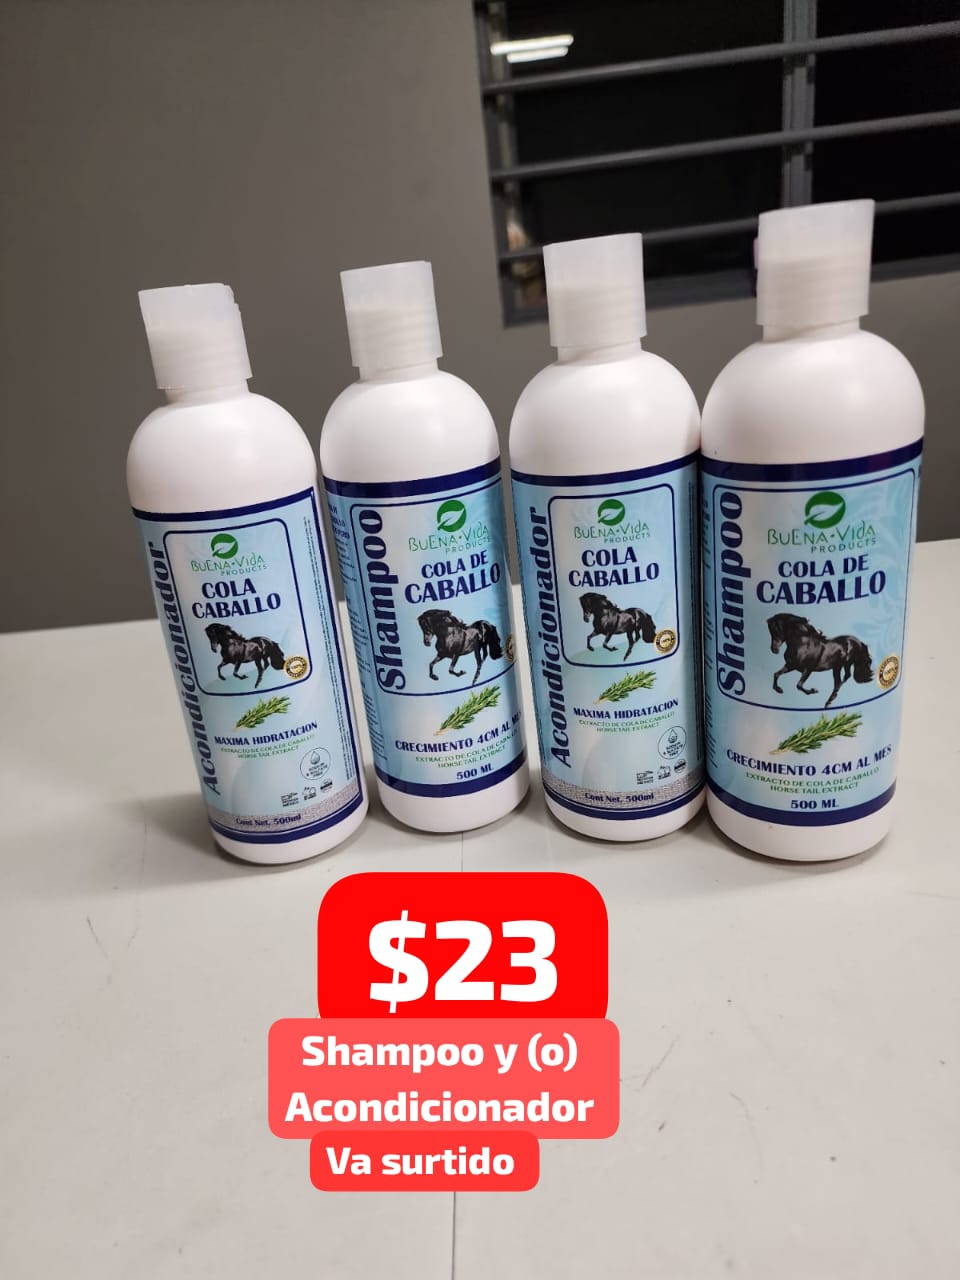 Acondicionador
BUENA·VIDA
PRODUCTS
COLA
CABALLO
MAXIMA HIDRATACION
EXTRACTO DE COLA DE CABALLO
HORSE TAIL EXTRACT
Cont Net. 500ml
Shampoo
BUENA·VIDA
PRODUCTS
COLA DE
CABALLO
CRECIMIENTO 4CM AL MES
EXTRACTO DE COLA DE CABALLO
HORSE TAIL EXTRACT
500 ML
Acondicionador
BUENA·VIDA
PRODUCTS
COLA
CABALLO
100%
MAXIMA HIDRATACION
EXTRACTO DE COLA DE CABALLO
HORSE TAIL EXTRACT
Cont Net. 500ml
Shampoo
BUENA·VIDA
PRODUCTS
COLA DE
CABALLO
100%
CRECIMIENTO 4CM AL MES
EXTRACTO DE COLA DE CABALLO
HORSE TAIL EXTRACT
500 ML
$23
Shampoo y (o)
Acondicionador
Va surtido